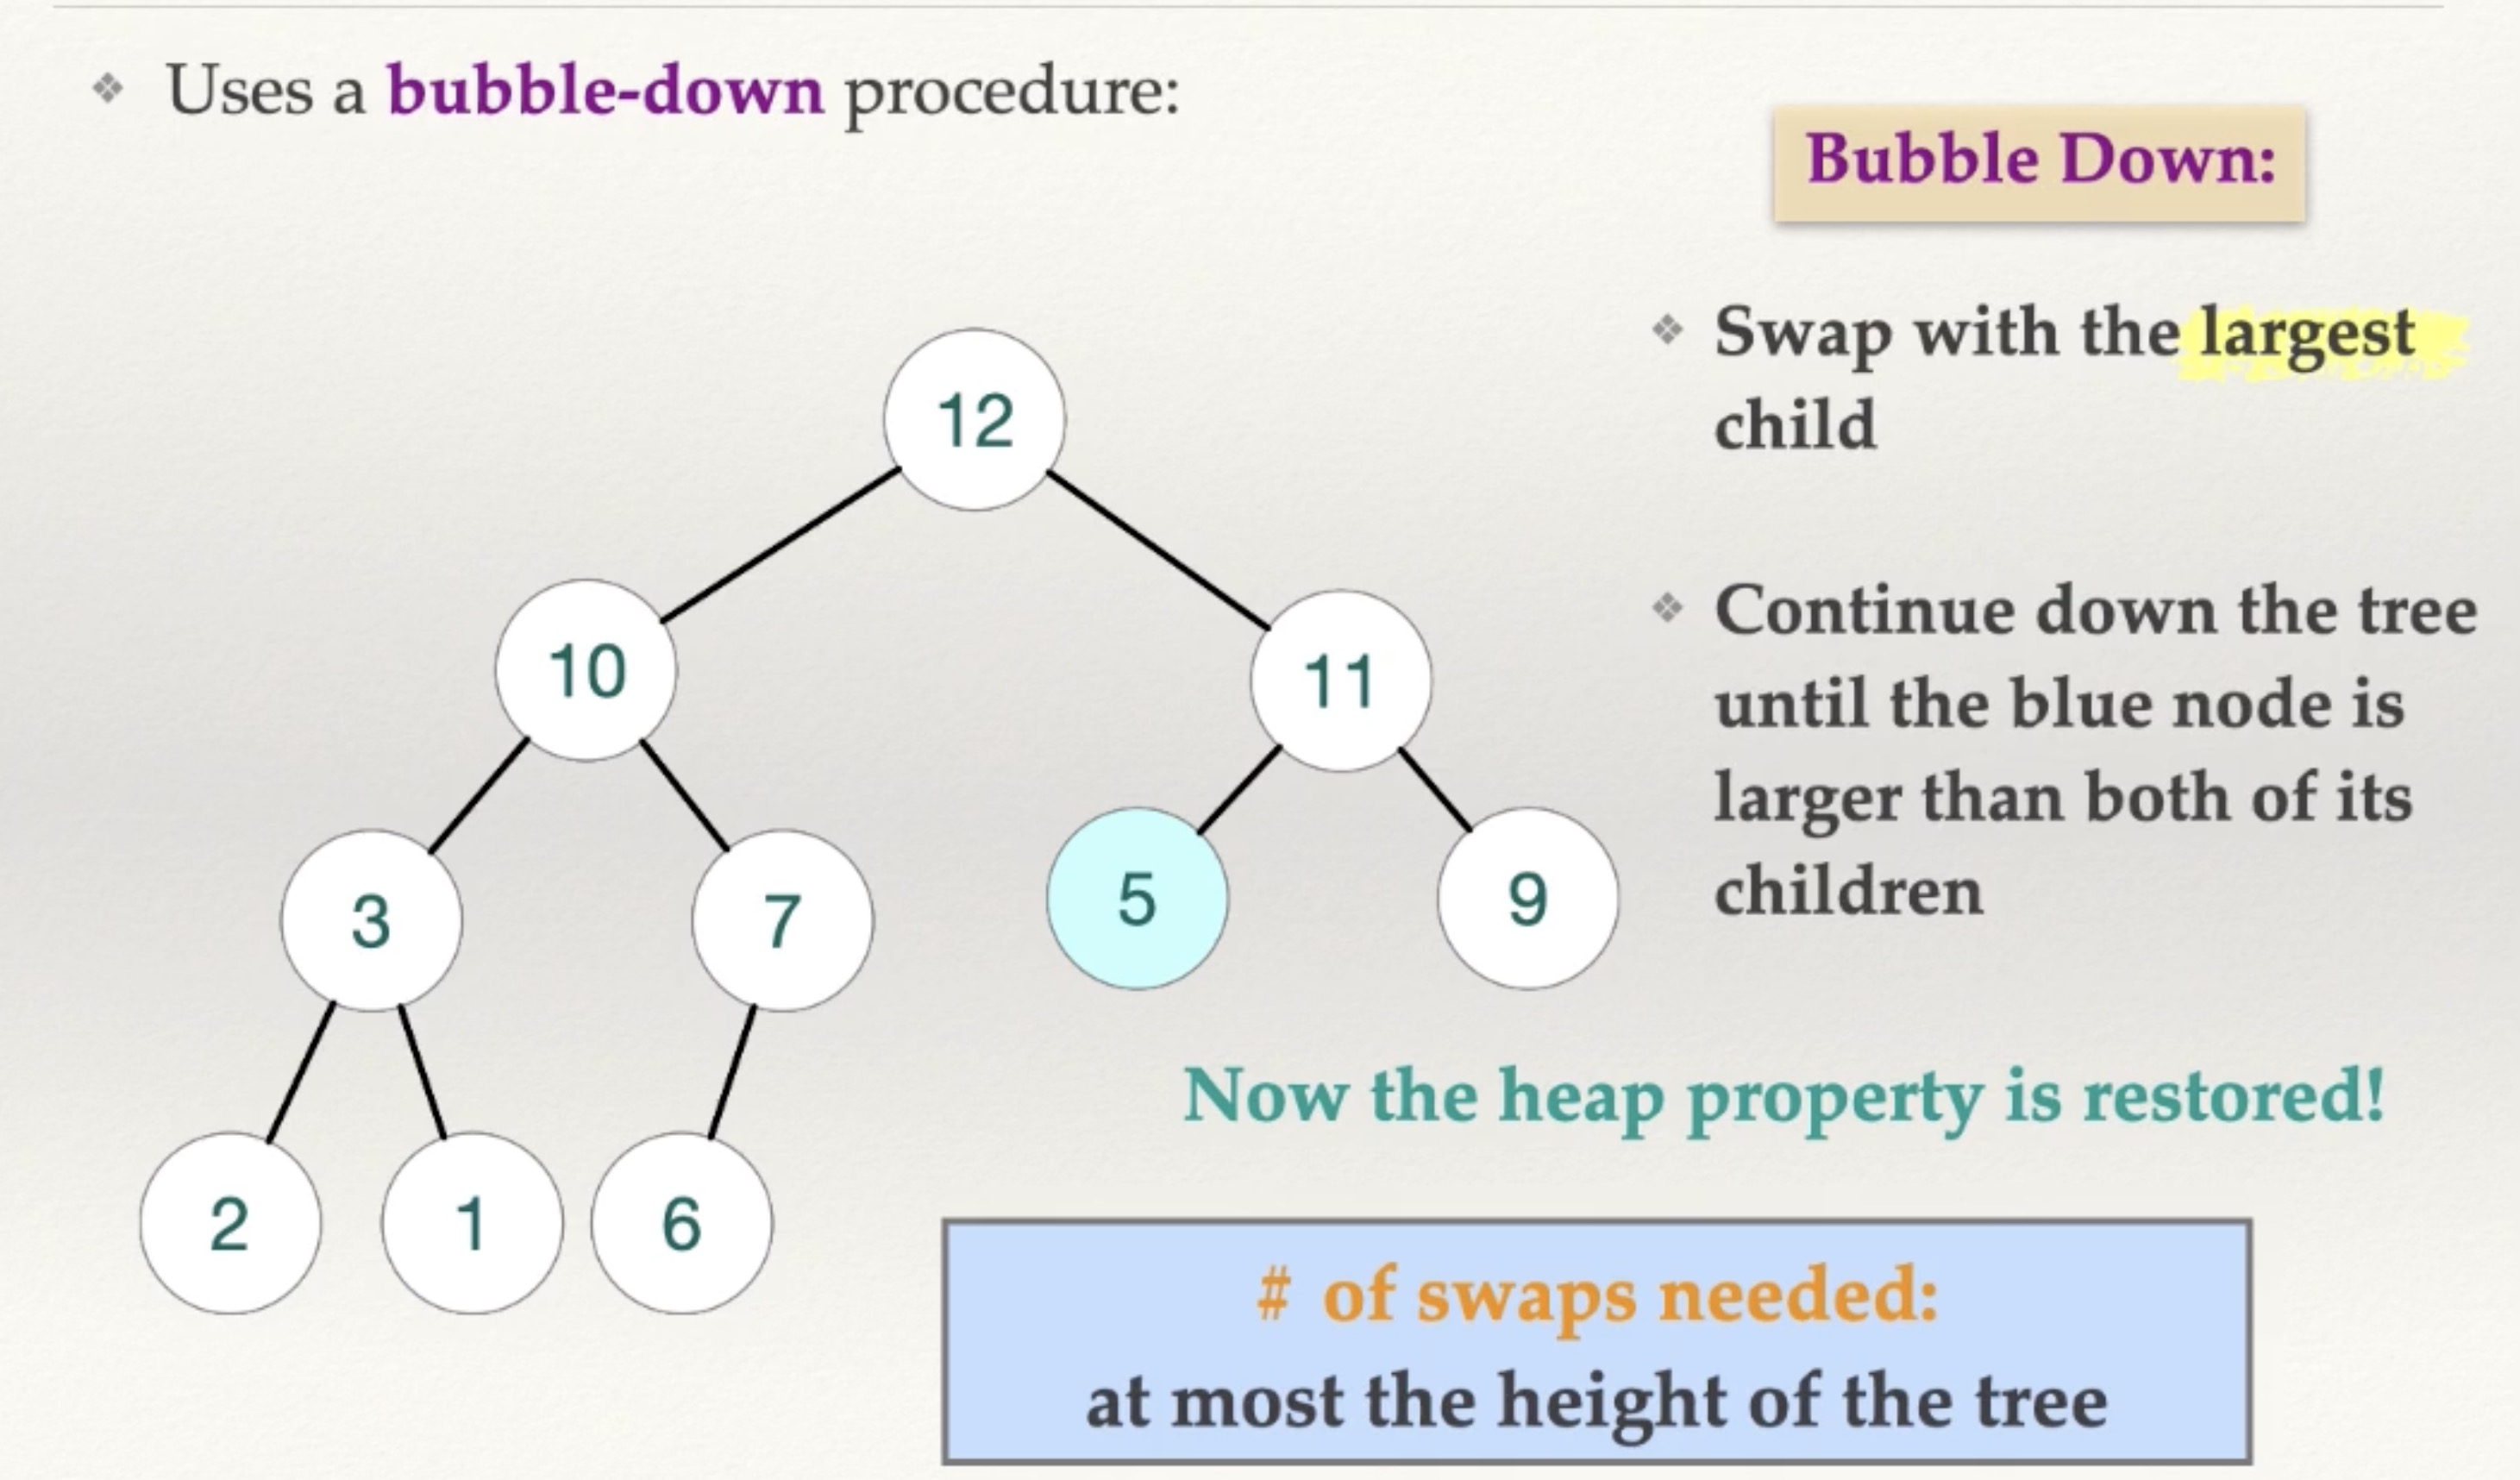 Uses a bubble-down procedure:
Bubble Down:
Swap with the largest
child
Continue down the tree
until the blue node is
larger than both of its
children
12
10
11
3
7
5
9
2
1
6
Now the heap property is restored!
# of swaps needed:
at most the height of the tree